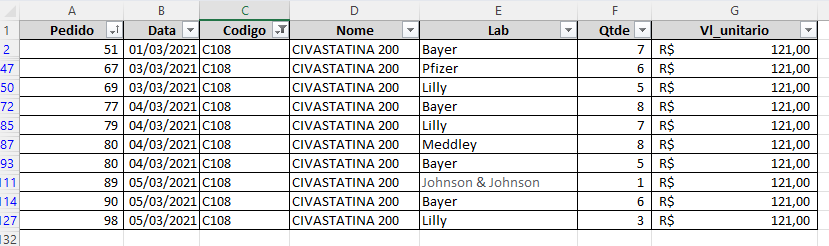 A B C D E F G
1 Pedido Data Codigo Nome Lab Qtde Vl_unitario
2 51 01/03/2021 C108 CIVASTATINA 200 Bayer 7 R$ 121,00
47 67 03/03/2021 C108 CIVASTATINA 200 Pfizer 6 R$ 121,00
50 69 03/03/2021 C108 CIVASTATINA 200 Lilly 5 R$ 121,00
72 77 04/03/2021 C108 CIVASTATINA 200 Bayer 8 R$ 121,00
85 79 04/03/2021 C108 CIVASTATINA 200 Lilly 7 R$ 121,00
87 80 04/03/2021 C108 CIVASTATINA 200 Meddley 8 R$ 121,00
93 80 04/03/2021 C108 CIVASTATINA 200 Bayer 5 R$ 121,00
111 89 05/03/2021 C108 CIVASTATINA 200 Johnson & Johnson 1 R$ 121,00
114 90 05/03/2021 C108 CIVASTATINA 200 Bayer 6 R$ 121,00
127 98 05/03/2021 C108 CIVASTATINA 200 Lilly 3 R$ 121,00
132